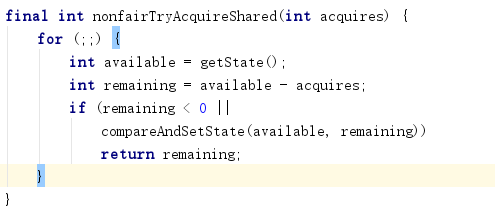 final int nonfairTryAcquireShared(int acquires) {
    for (;;) {
        int available = getState();
        int remaining = available - acquires;
        if (remaining < 0 ||
            compareAndSetState(available, remaining))
            return remaining;
    }
}